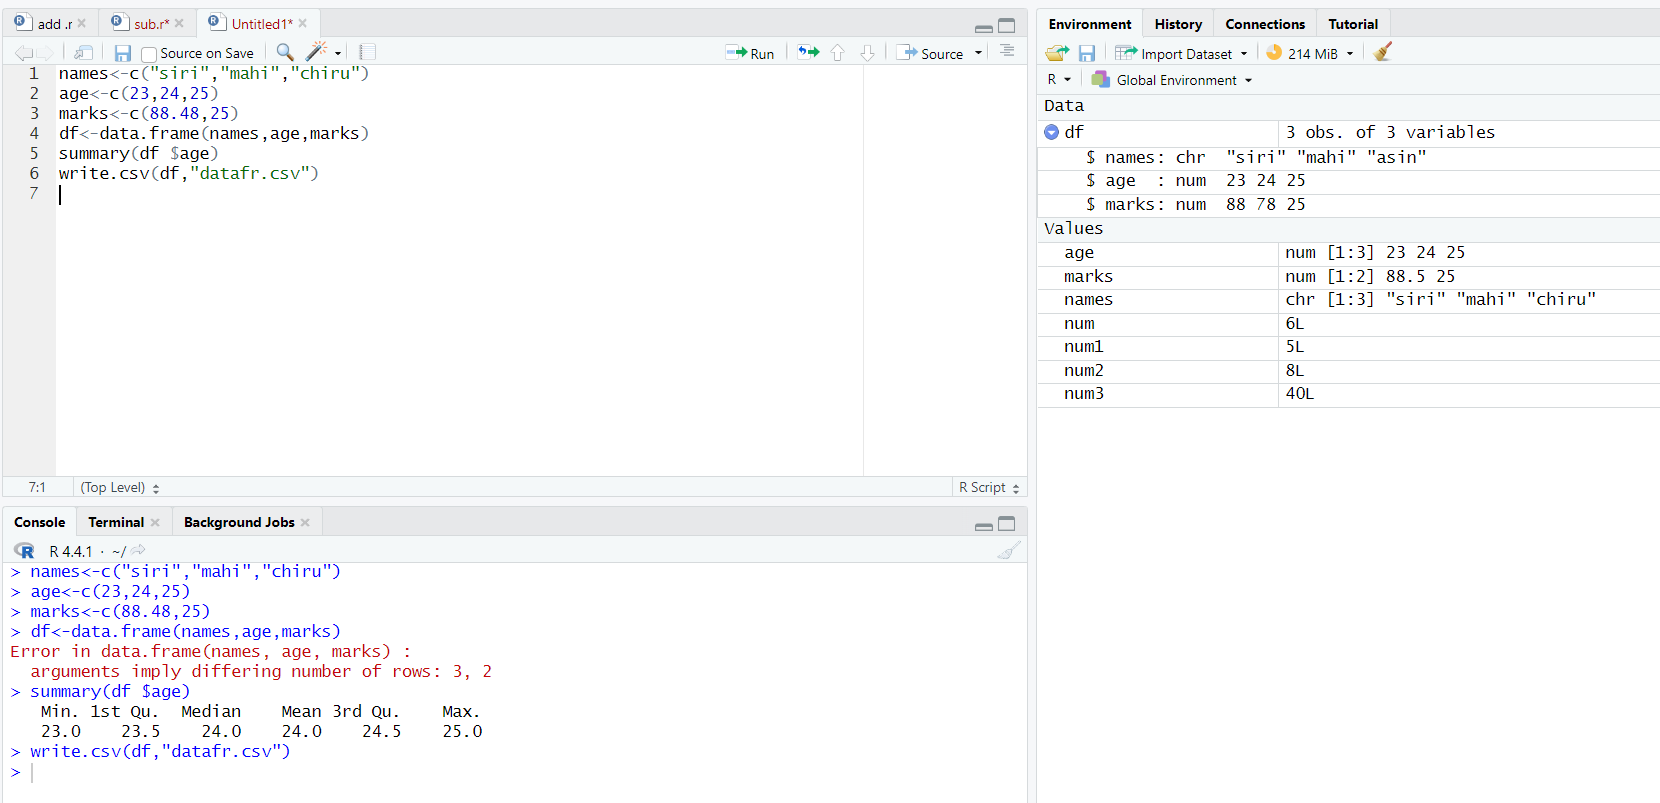 add .r
sub.r*
Untitled1*
Source on Save
Run
Source
1 names<-c("siri","mahi","chiru")
2 age<-c(23,24,25)
3 marks<-c(88.48,25)
4 df<-data.frame(names,age,marks)
5 summary(df $age)
6 write.csv(df,"datafr.csv")
7
7:1 (Top Level) R Script
Console Terminal Background Jobs
R 4.4.1 · ~/
> names<-c("siri","mahi","chiru")
> age<-c(23,24,25)
> marks<-c(88.48,25)
> df<-data.frame(names,age,marks)
Error in data.frame(names, age, marks) :
arguments imply differing number of rows: 3, 2
> summary(df $age)
Min. 1st Qu. Median Mean 3rd Qu. Max.
23.0 23.5 24.0 24.0 24.5 25.0
> write.csv(df,"datafr.csv")
>
Environment History Connections Tutorial
Import Dataset 214 MiB
R Global Environment
Data
df 3 obs. of 3 variables
$ names: chr "siri" "mahi" "asin"
$ age : num 23 24 25
$ marks: num 88 78 25
Values
age num [1:3] 23 24 25
marks num [1:2] 88.5 25
names chr [1:3] "siri" "mahi" "chiru"
num 6L
num1 5L
num2 8L
num3 40L